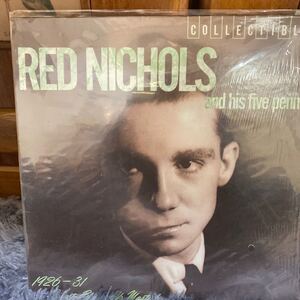 COLLECTIBL
RED NICHOLS
and his five penn
1926-31